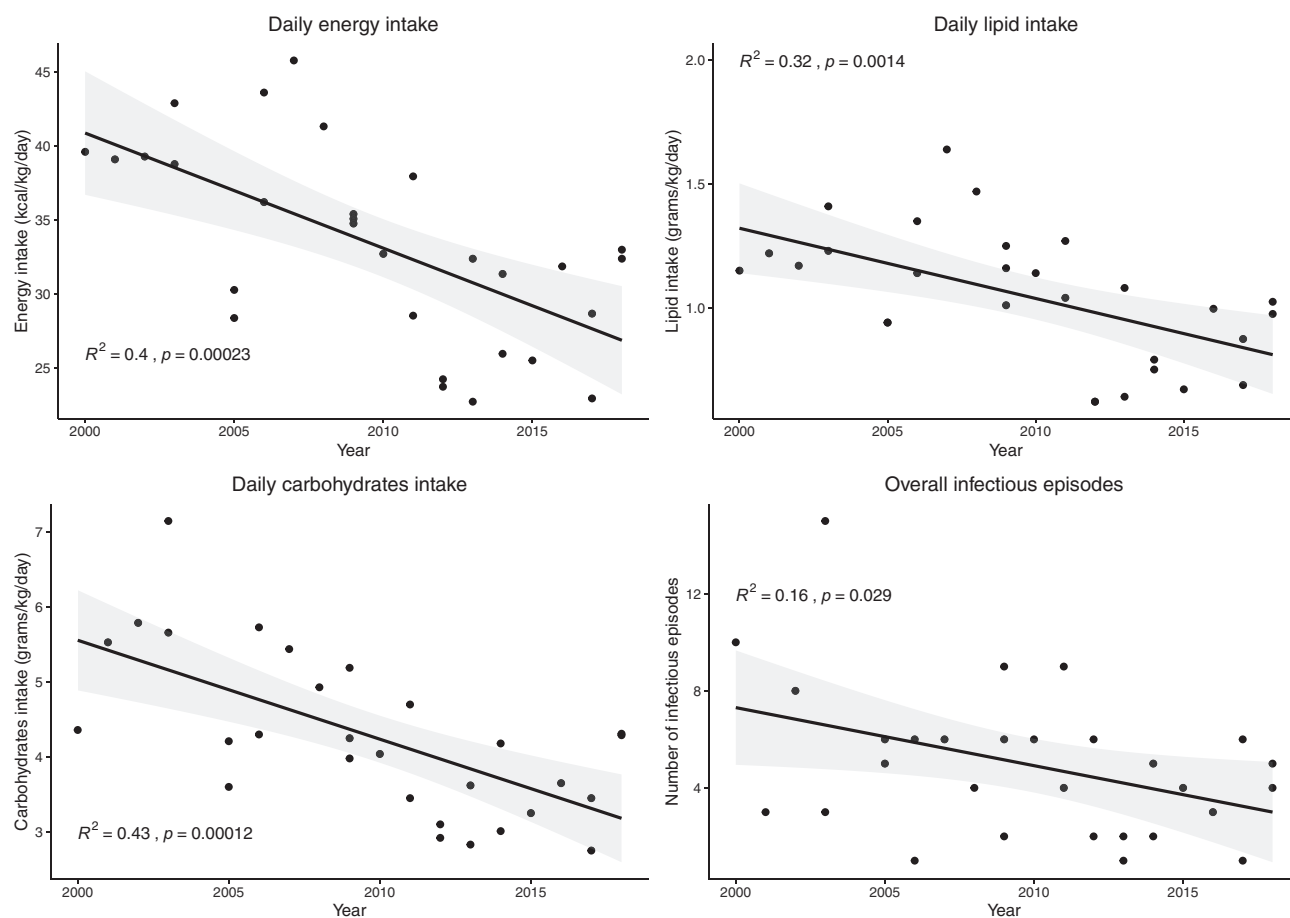 Daily energy intake
Energy intake (kcal/kg/day)
45
40
35
30
25
R² = 0.4 , p = 0.00023
2000 2005 2010 2015
Year
Daily lipid intake
Lipid intake (grams/kg/day)
2.0
1.5
1.0
R² = 0.32 , p = 0.0014
2000 2005 2010 2015
Year
Daily carbohydrates intake
Carbohydrates intake (grams/kg/day)
7
6
5
4
3
R² = 0.43 , p = 0.00012
2000 2005 2010 2015
Year
Overall infectious episodes
Number of infectious episodes
12
8
4
R² = 0.16 , p = 0.029
2000 2005 2010 2015
Year